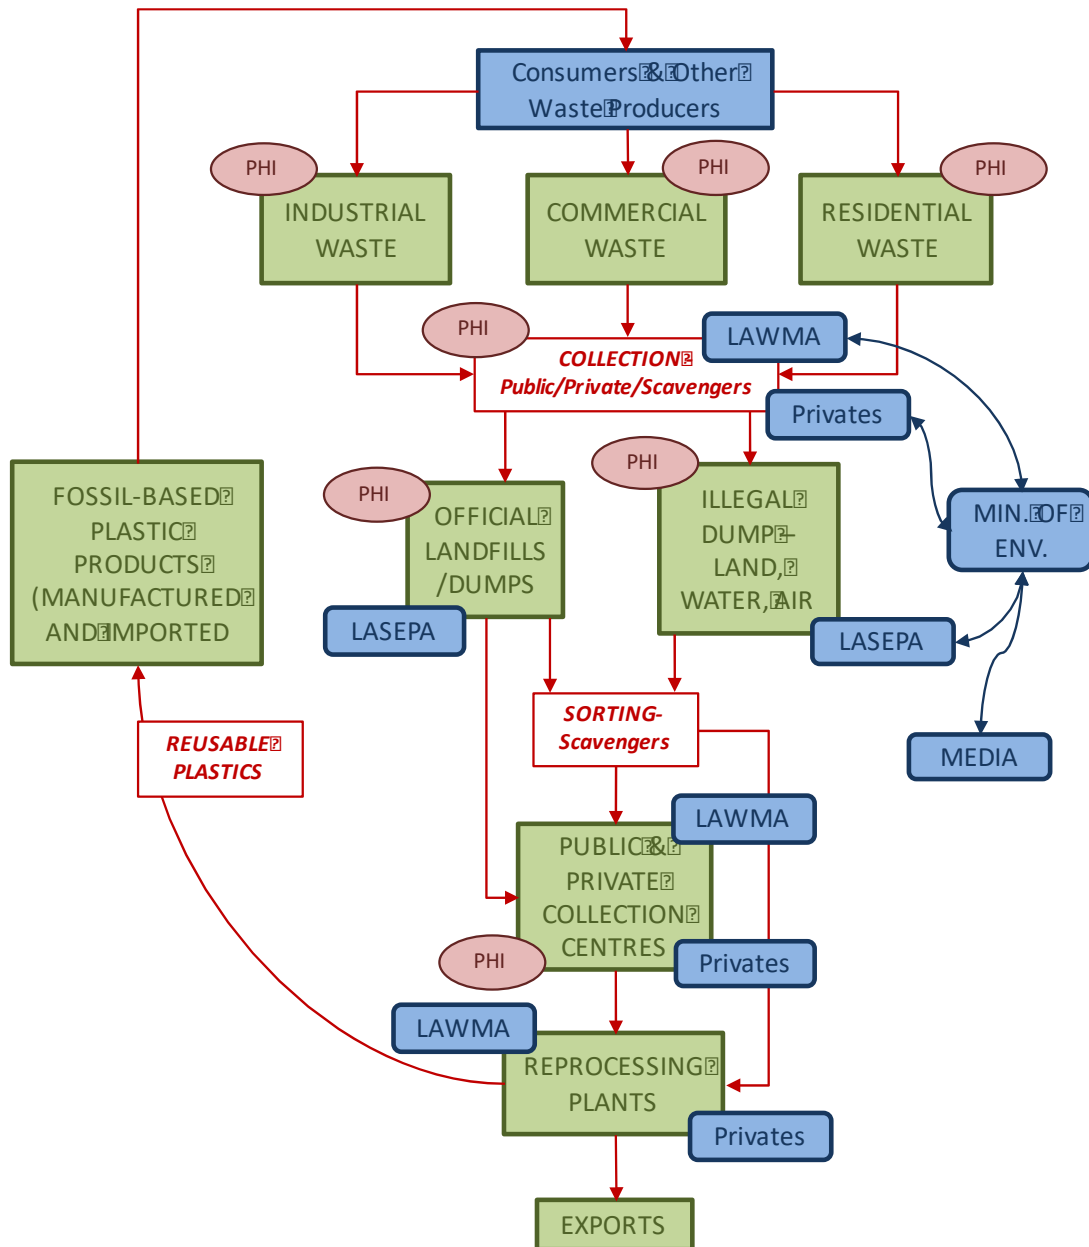 Consumers & Other
Waste Producers
PHI
PHI
PHI
INDUSTRIAL
WASTE
COMMERCIAL
WASTE
RESIDENTIAL
WASTE
PHI
LAWMA
COLLECTION-
Public/Private/Scavengers
Privates
FOSSIL-BASED
PLASTIC
PRODUCTS
(MANUFACTURED
AND IMPORTED
PHI
OFFICIAL
LANDFILLS
/DUMPS
LASEPA
PHI
ILLEGAL
DUMP –
LAND,
WATER, AIR
LASEPA
MIN. OF
ENV.
MEDIA
SORTING-
Scavengers
REUSABLE
PLASTICS
LAWMA
PUBLIC &
PRIVATE
COLLECTION
CENTRES
PHI
Privates
LAWMA
REPROCESSING
PLANTS
Privates
EXPORTS